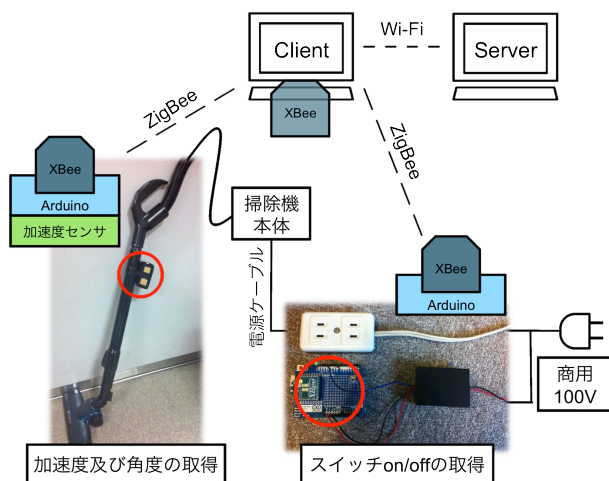 Client
Wi-Fi
Server
XBee
ZigBee
ZigBee
XBee
Arduino
加速度センサ
掃除機
本体
電源ケーブル
XBee
Arduino
商用
100V
加速度及び角度の取得
スイッチon/offの取得